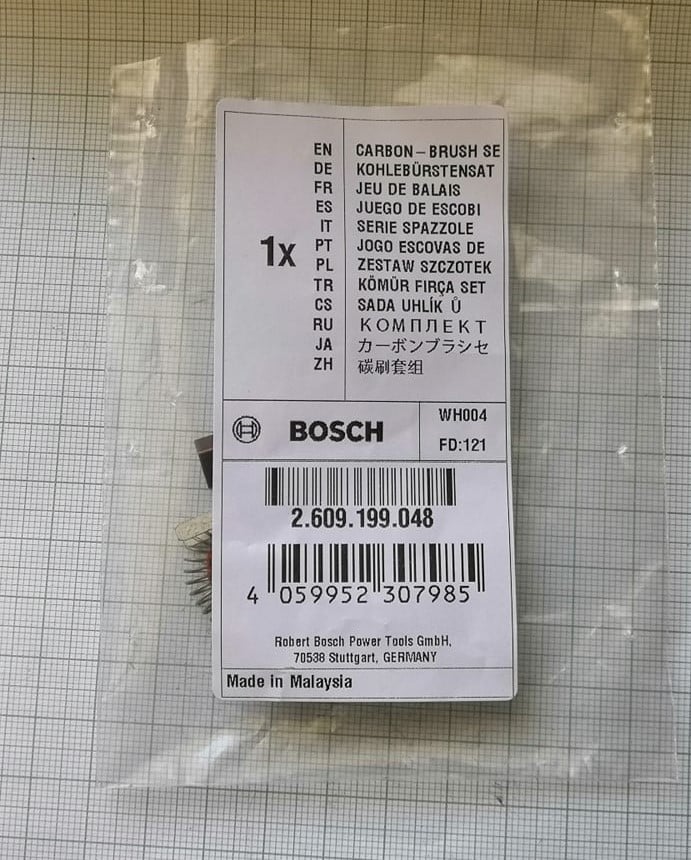 1x
EN CARBON-BRUSH SE
DE KOHLEBÜRSTENSAT
FR JEU DE BALAIS
ES JUEGO DE ESCOBI
IT SERIE SPAZZOLE
PT JOGO ESCOVAS DE
PL ZESTAW SZCZOTEK
TR KÖMÜR FIRÇA SET
CS SADA UHLÍK Ů
RU КОМПЛЕКТ
JA カーボンブラシセ
ZH 碳刷套组
BOSCH
WH004
FD:121
2.609.199.048
4 059952 307985
Robert Bosch Power Tools GmbH,
70538 Stuttgart, GERMANY
Made in Malaysia